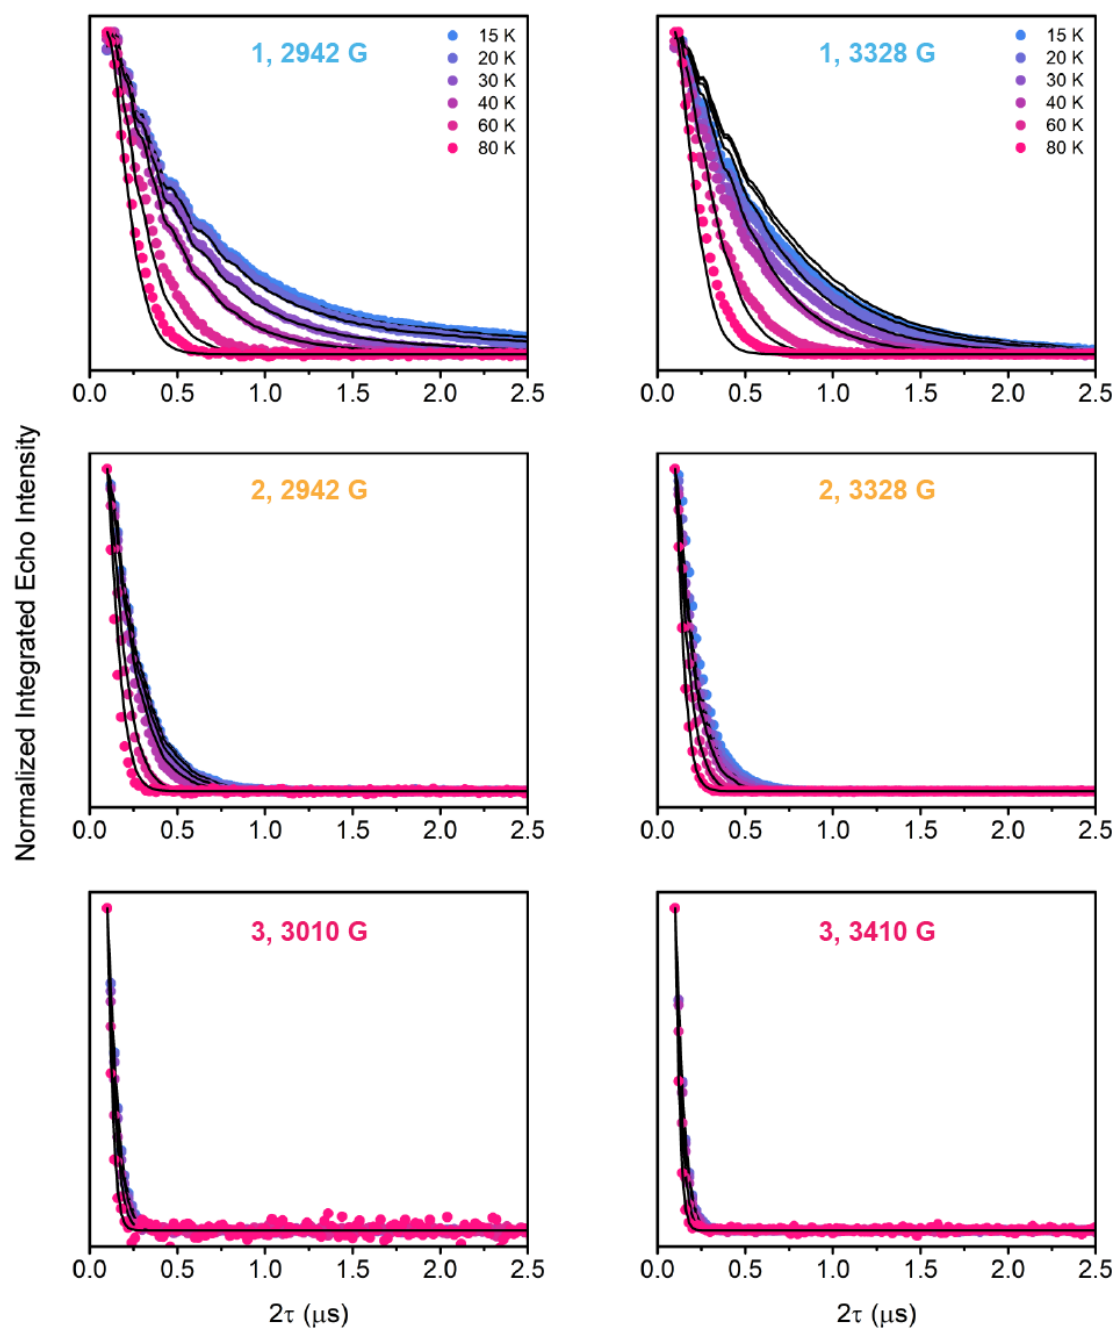 1, 2942 G
15 K
20 K
30 K
40 K
60 K
80 K
0.0 0.5 1.0 1.5 2.0 2.5
1, 3328 G
15 K
20 K
30 K
40 K
60 K
80 K
0.0 0.5 1.0 1.5 2.0 2.5
Normalized Integrated Echo Intensity
2, 2942 G
0.0 0.5 1.0 1.5 2.0 2.5
2, 3328 G
0.0 0.5 1.0 1.5 2.0 2.5
3, 3010 G
0.0 0.5 1.0 1.5 2.0 2.5
2τ (μs)
3, 3410 G
0.0 0.5 1.0 1.5 2.0 2.5
2τ (μs)